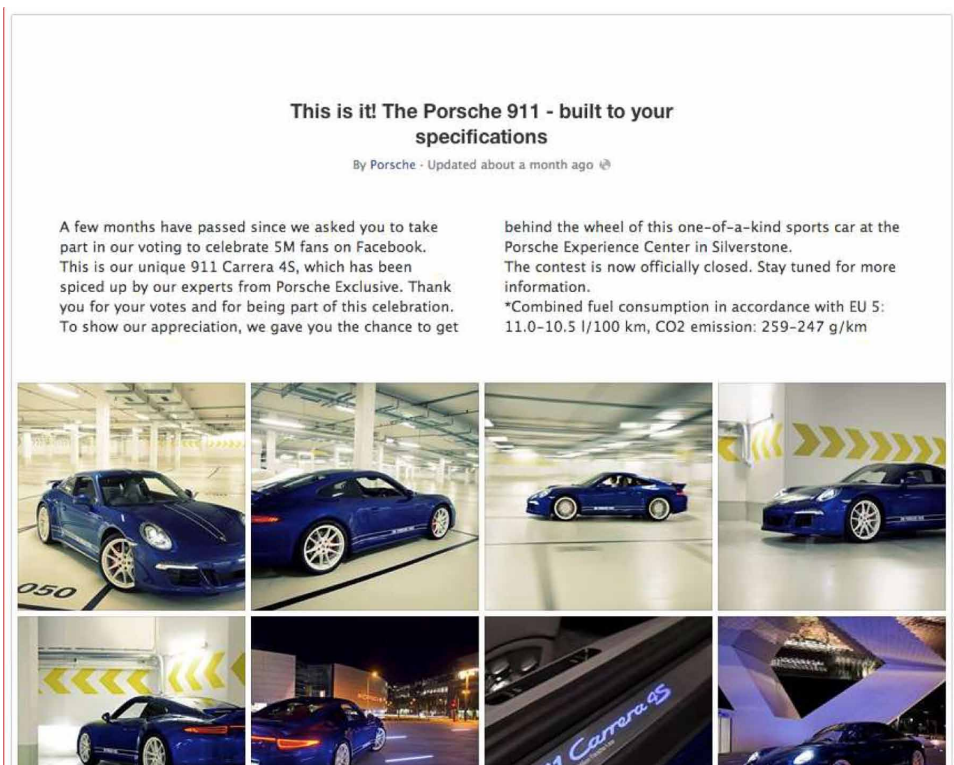 This is it! The Porsche 911 - built to your
specifications
By Porsche · Updated about a month ago
A few months have passed since we asked you to take
part in our voting to celebrate 5M fans on Facebook.
This is our unique 911 Carrera 4S, which has been
spiced up by our experts from Porsche Exclusive. Thank
you for your votes and for being part of this celebration.
To show our appreciation, we gave you the chance to get
behind the wheel of this one-of-a-kind sports car at the
Porsche Experience Center in Silverstone.
The contest is now officially closed. Stay tuned for more
information.
*Combined fuel consumption in accordance with EU 5:
11.0-10.5 l/100 km, CO2 emission: 259-247 g/km
050
PORSCHE
Carrera 4S